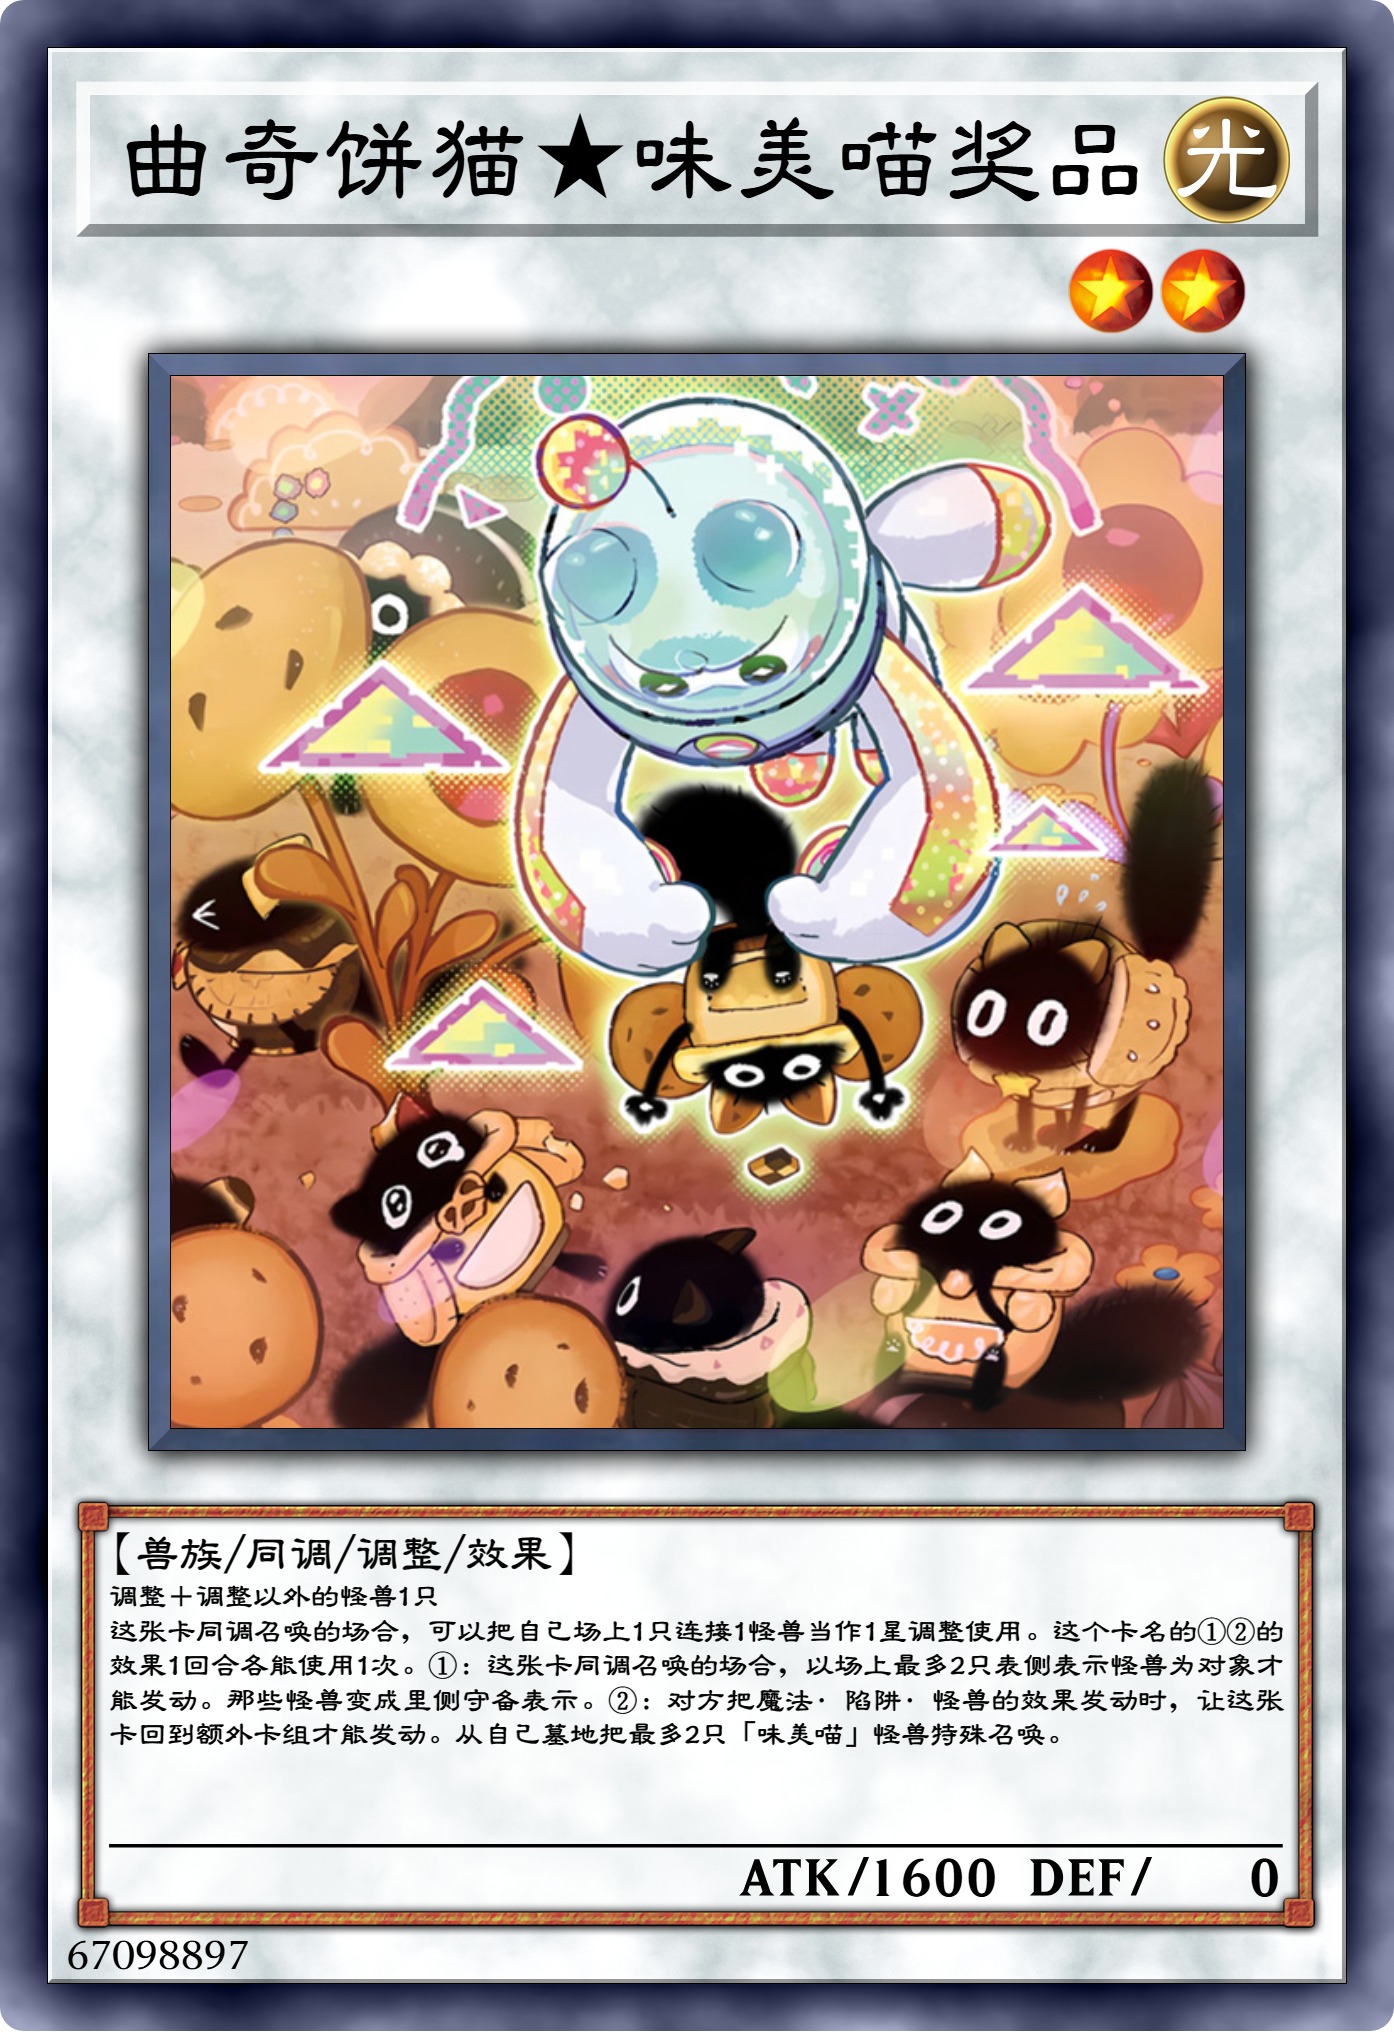 曲奇饼猫★味美喵奖品
光
【兽族/同调/调整/效果】
调整＋调整以外的怪兽1只
这张卡同调召唤的场合，可以把自己场上1只连接1怪兽当作1星调整使用。这个卡名的①②的
效果1回合各能使用1次。①：这张卡同调召唤的场合，以场上最多2只表侧表示怪兽为对象才
能发动。那些怪兽变成里侧守备表示。②：对方把魔法·陷阱·怪兽的效果发动时，让这张
卡回到额外卡组才能发动。从自己墓地把最多2只「味美喵」怪兽特殊召唤。
ATK/1600 DEF/ 0
67098897